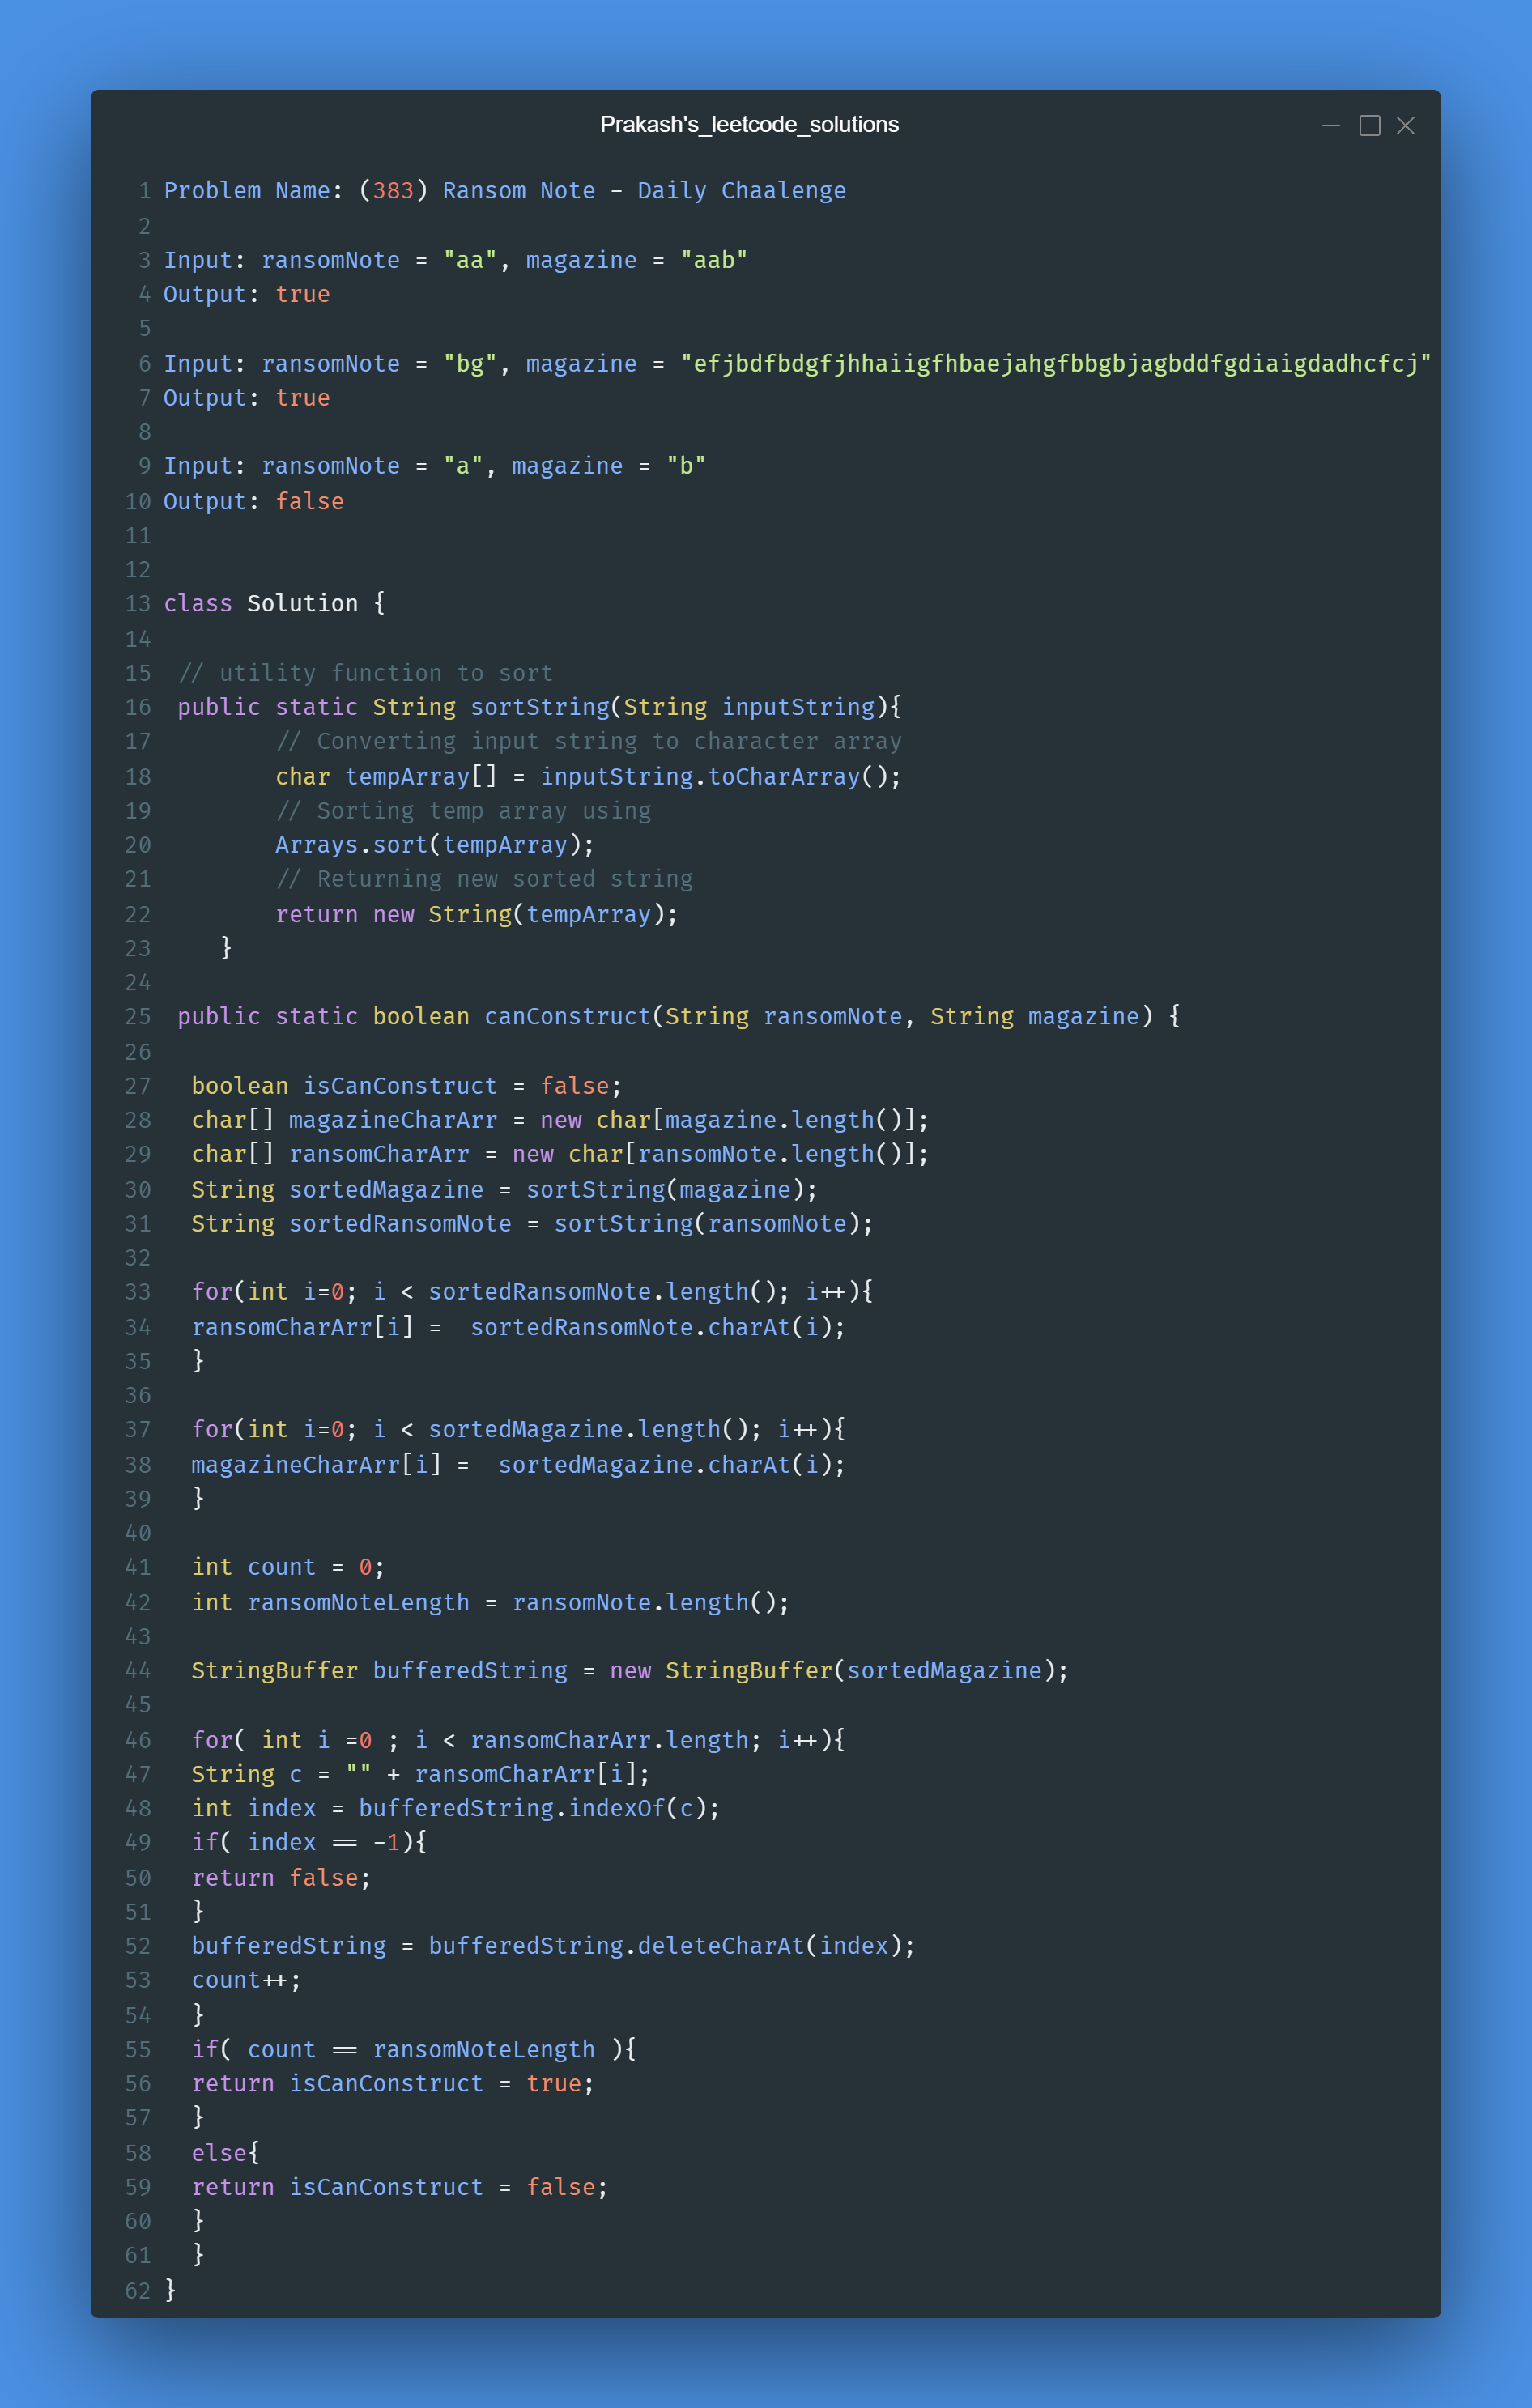 Prakash's_leetcode_solutions
1 Problem Name: (383) Ransom Note - Daily Chaalenge
2
3 Input: ransomNote = "aa", magazine = "aab"
4 Output: true
5
6 Input: ransomNote = "bg", magazine = "efjbdfbdgfjhhaiigfhbaejahgfbbgbjagbddfgdiaigdadhcfcj"
7 Output: true
8
9 Input: ransomNote = "a", magazine = "b"
10 Output: false
11
12
13 class Solution {
14
15  // utility function to sort
16  public static String sortString(String inputString){
17         // Converting input string to character array
18         char tempArray[] = inputString.toCharArray();
19         // Sorting temp array using
20         Arrays.sort(tempArray);
21         // Returning new sorted string
22         return new String(tempArray);
23     }
24
25  public static boolean canConstruct(String ransomNote, String magazine) {
26
27   boolean isCanConstruct = false;
28   char[] magazineCharArr = new char[magazine.length()];
29   char[] ransomCharArr = new char[ransomNote.length()];
30   String sortedMagazine = sortString(magazine);
31   String sortedRansomNote = sortString(ransomNote);
32
33   for(int i=0; i < sortedRansomNote.length(); i++){
34   ransomCharArr[i] =  sortedRansomNote.charAt(i);
35   }
36
37   for(int i=0; i < sortedMagazine.length(); i++){
38   magazineCharArr[i] =  sortedMagazine.charAt(i);
39   }
40
41   int count = 0;
42   int ransomNoteLength = ransomNote.length();
43
44   StringBuffer bufferedString = new StringBuffer(sortedMagazine);
45
46   for( int i =0 ; i < ransomCharArr.length; i++){
47   String c = "" + ransomCharArr[i];
48   int index = bufferedString.indexOf(c);
49   if( index == -1){
50   return false;
51   }
52   bufferedString = bufferedString.deleteCharAt(index);
53   count++;
54   }
55   if( count == ransomNoteLength ){
56   return isCanConstruct = true;
57   }
58   else{
59   return isCanConstruct = false;
60   }
61   }
62 }